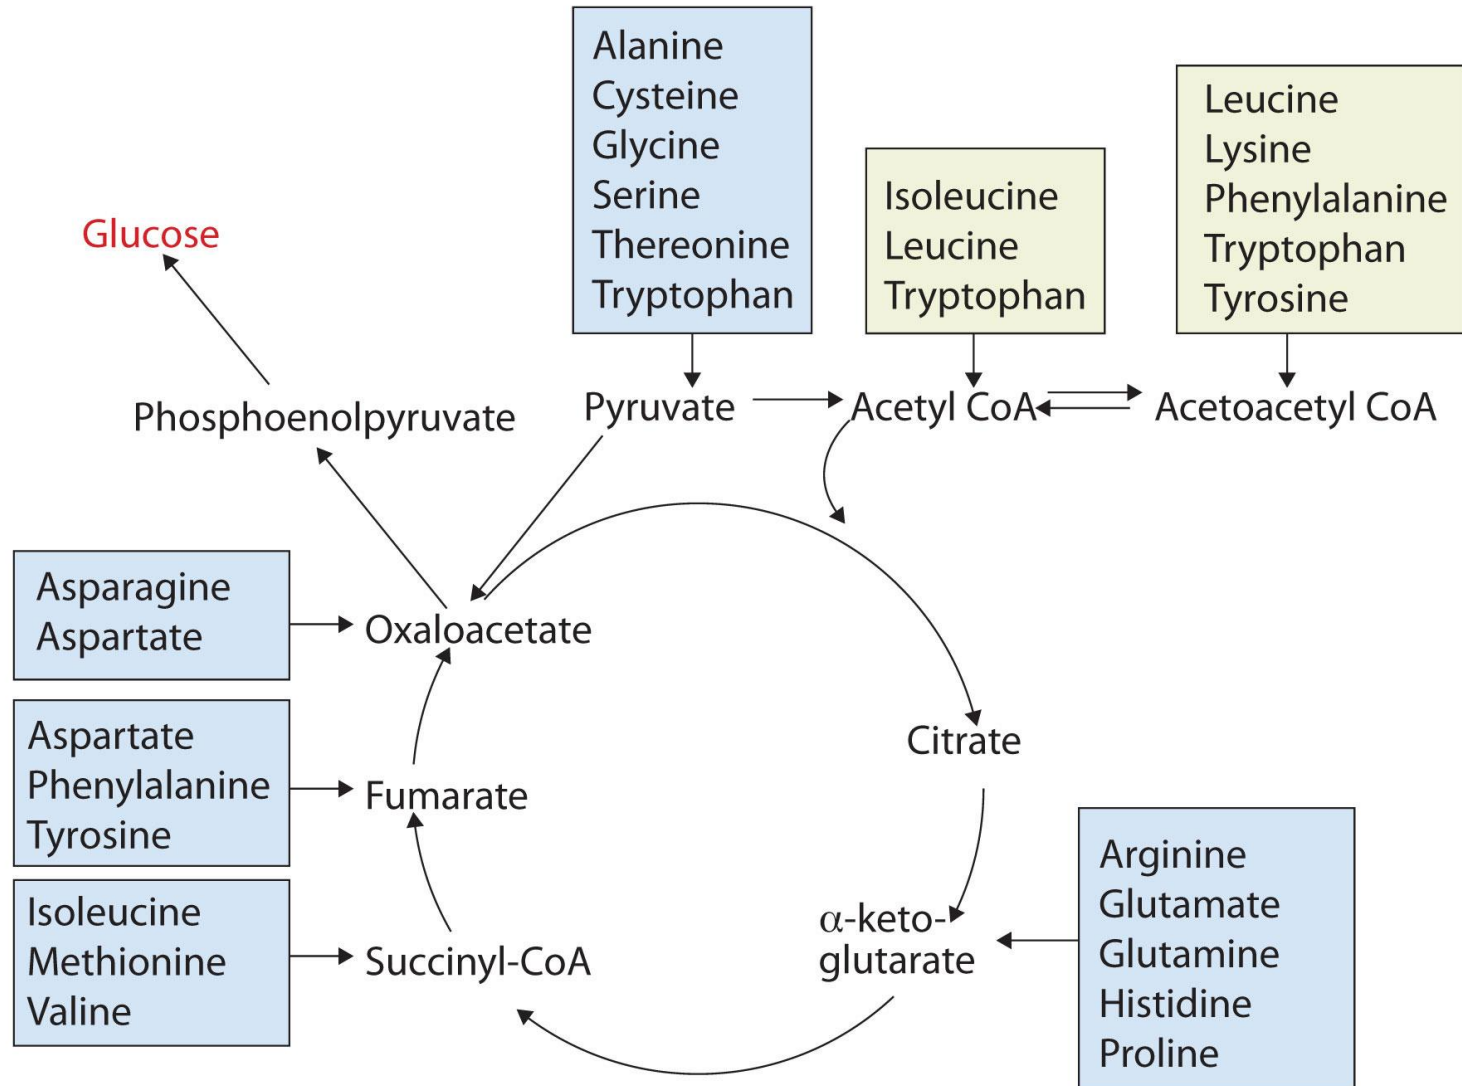 Alanine
Cysteine
Glycine
Serine
Thereonine
Tryptophan
Isoleucine
Leucine
Tryptophan
Leucine
Lysine
Phenylalanine
Tryptophan
Tyrosine
Glucose
Phosphoenolpyruvate
Pyruvate
Acetyl CoA
Acetoacetyl CoA
Asparagine
Aspartate
Oxaloacetate
Aspartate
Phenylalanine
Tyrosine
Fumarate
Citrate
Isoleucine
Methionine
Valine
Succinyl-CoA
α-keto-
glutarate
Arginine
Glutamate
Glutamine
Histidine
Proline